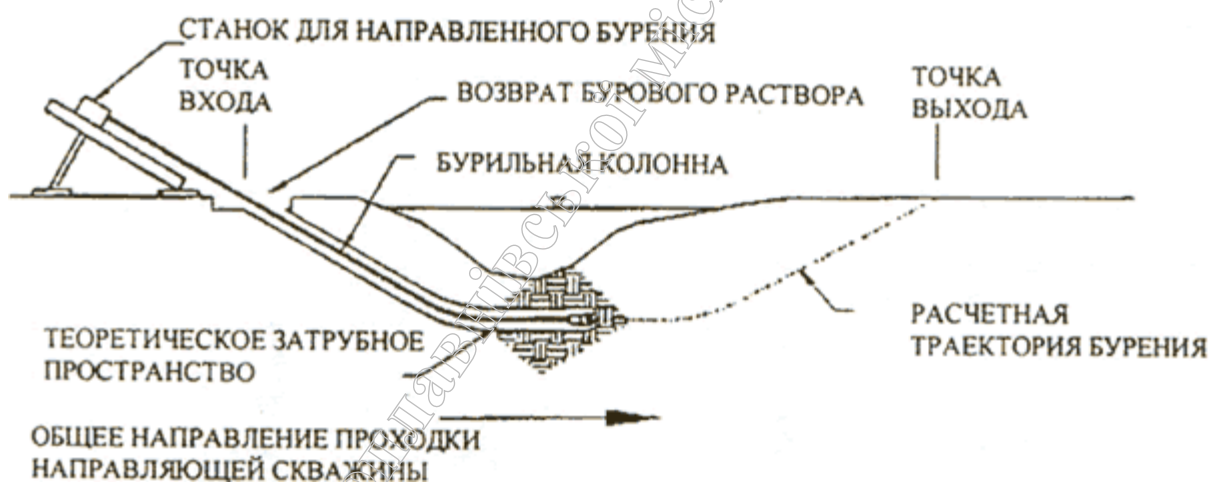 СТАНОК ДЛЯ НАПРАВЛЕННОГО БУРЕНИЯ
ТОЧКА
ВХОДА
ВОЗВРАТ БУРОВОГО РАСТВОРА
ТОЧКА
ВЫХОДА
БУРИЛЬНАЯ КОЛОННА
ТЕОРЕТИЧЕСКОЕ ЗАТРУБНОЕ
ПРОСТРАНСТВО
РАСЧЕТНАЯ
ТРАЕКТОРИЯ БУРЕНИЯ
ОБЩЕЕ НАПРАВЛЕНИЕ ПРОХОДКИ
НАПРАВЛЯЮЩЕЙ СКВАЖИНЫ